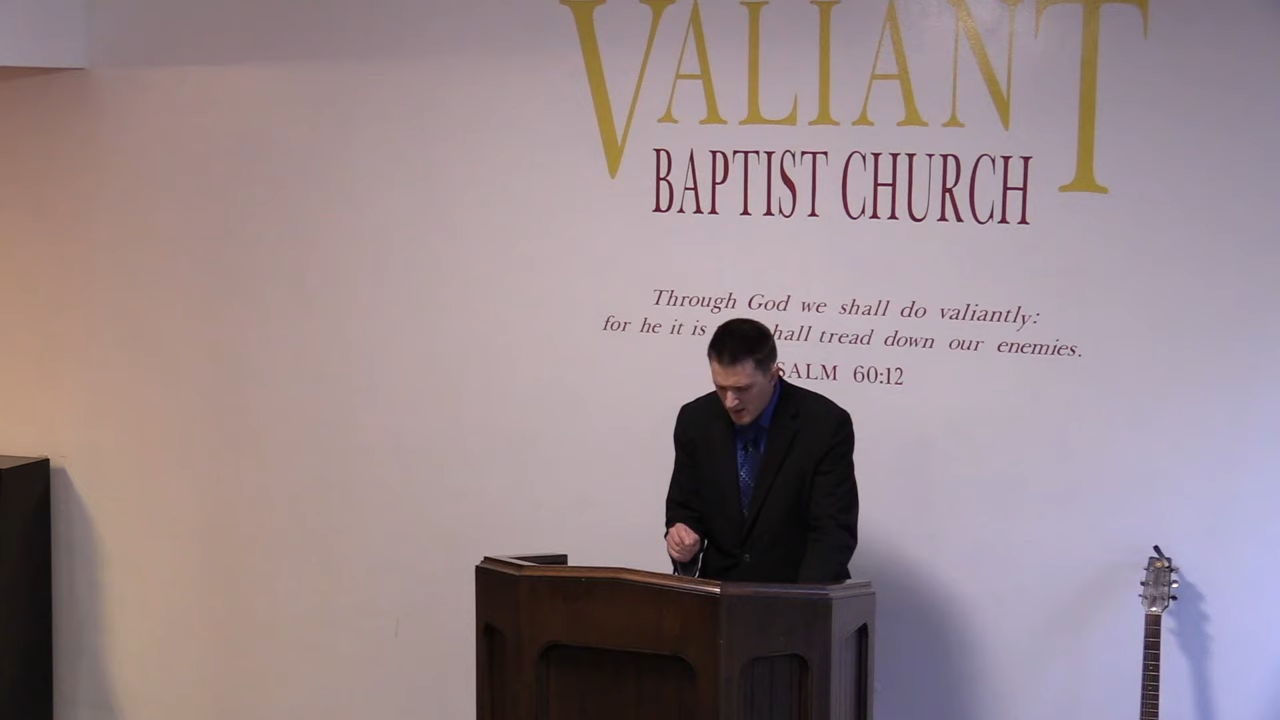 VALIANT
BAPTIST CHURCH
Through God we shall do valiantly:
for he it is hall tread down our enemies.
SALM 60:12